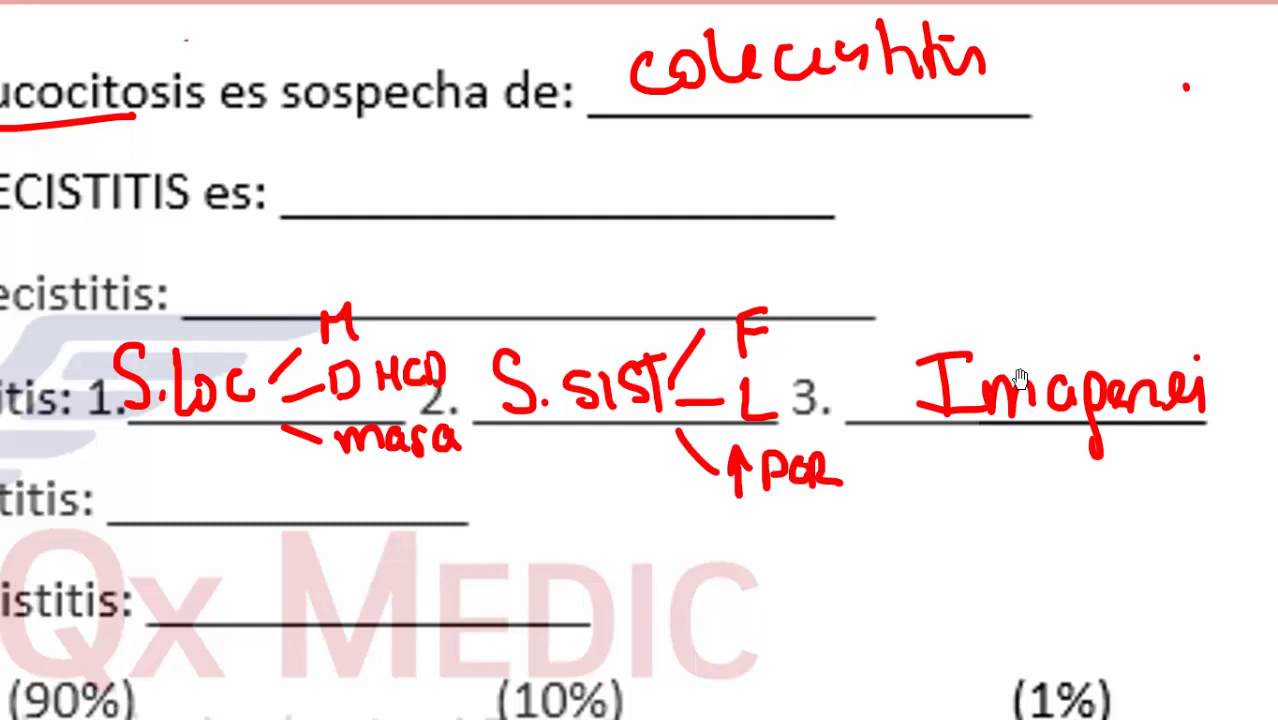 ucocitosis es sospecha de: colecistitis
ECISTITIS es:
ecistitis:
M
titis: 1. S. loc D HCD 2. S. SIST F L 3. Imagenes
masa ↑ PCR
titis:
Qx MEDIC
istitis:
(90%) (10%) (1%)